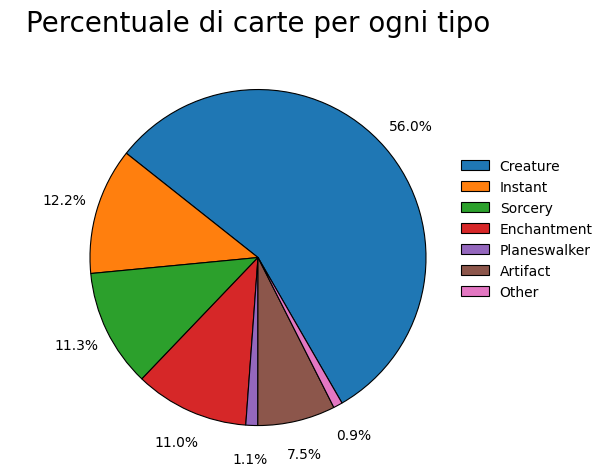 Percentuale di carte per ogni tipo
56.0%
12.2%
11.3%
11.0%
1.1%
7.5%
0.9%
Creature
Instant
Sorcery
Enchantment
Planeswalker
Artifact
Other